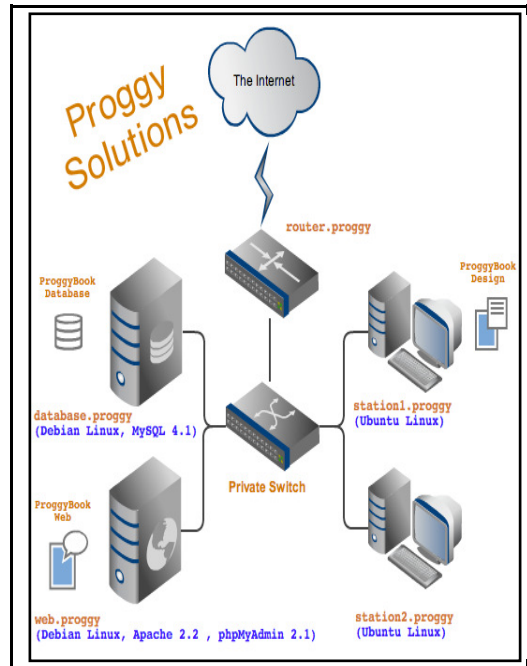 The Internet
Proggy
Solutions
router.proggy
ProggyBook
Database
ProggyBook
Design
database.proggy
(Debian Linux, MySQL 4.1)
station1.proggy
(Ubuntu Linux)
Private Switch
ProggyBook
Web
web.proggy
(Debian Linux, Apache 2.2 , phpMyAdmin 2.1)
station2.proggy
(Ubuntu Linux)